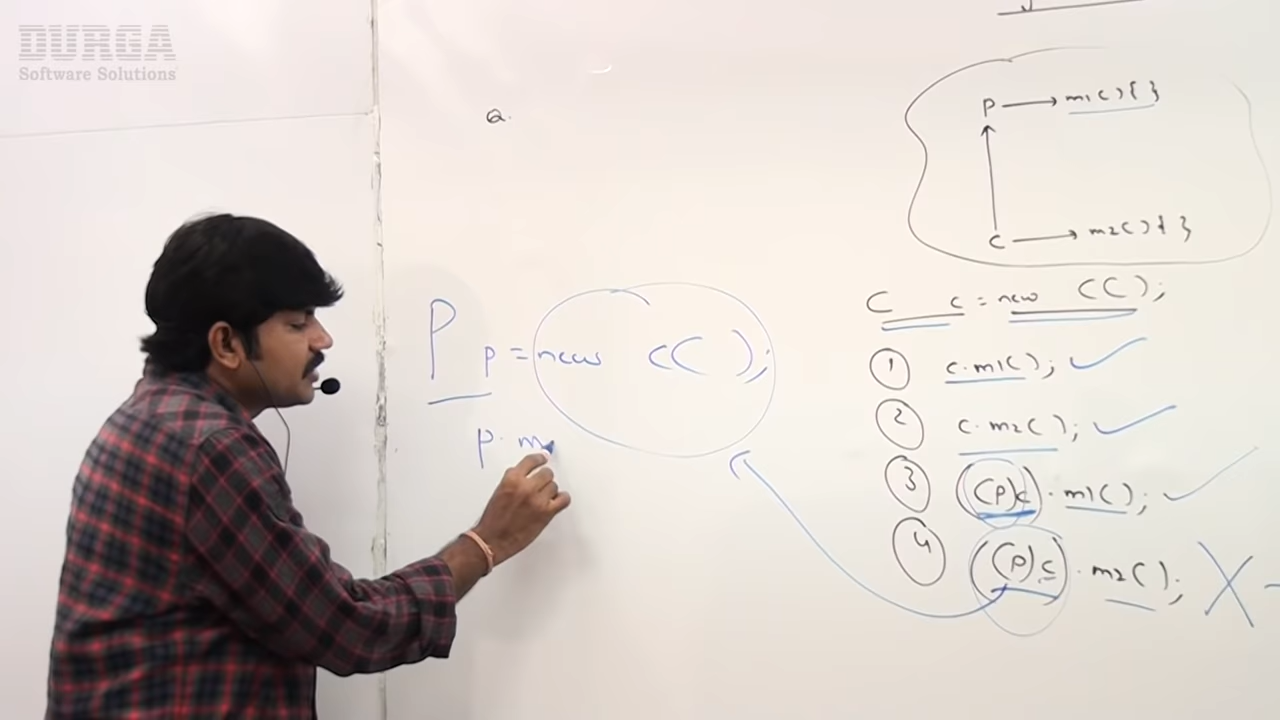 DURGA
Software Solutions
Q.
P → m1() { }
C → m2() { }
C c = new C();
① c.m1(); ✓
② c.m2(); ✓
③ ((P)c).m1(); ✓
④ ((P)c).m2(); X
P p = new C();
p.m